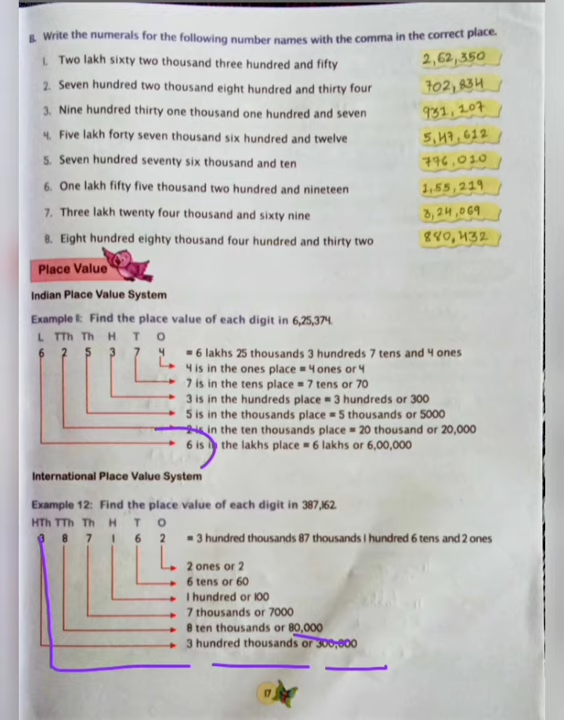 B. Write the numerals for the following number names with the comma in the correct place.
1. Two lakh sixty two thousand three hundred and fifty 2,62,350
2. Seven hundred two thousand eight hundred and thirty four 702,834
3. Nine hundred thirty one thousand one hundred and seven 931,107
4. Five lakh forty seven thousand six hundred and twelve 5,47,612
5. Seven hundred seventy six thousand and ten 776,010
6. One lakh fifty five thousand two hundred and nineteen 1,55,219
7. Three lakh twenty four thousand and sixty nine 3,24,069
8. Eight hundred eighty thousand four hundred and thirty two 880,432
Place Value
Indian Place Value System
Example 11: Find the place value of each digit in 6,25,374.
L TTh Th H T O
6 2 5 3 7 4 = 6 lakhs 25 thousands 3 hundreds 7 tens and 4 ones
4 is in the ones place = 4 ones or 4
7 is in the tens place = 7 tens or 70
3 is in the hundreds place = 3 hundreds or 300
5 is in the thousands place = 5 thousands or 5000
2 is in the ten thousands place = 20 thousand or 20,000
6 is in the lakhs place = 6 lakhs or 6,00,000
International Place Value System
Example 12: Find the place value of each digit in 387,162.
HTh TTh Th H T O
3 8 7 1 6 2 = 3 hundred thousands 87 thousands 1 hundred 6 tens and 2 ones
2 ones or 2
6 tens or 60
1 hundred or 100
7 thousands or 7000
8 ten thousands or 80,000
3 hundred thousands or 300,000
17